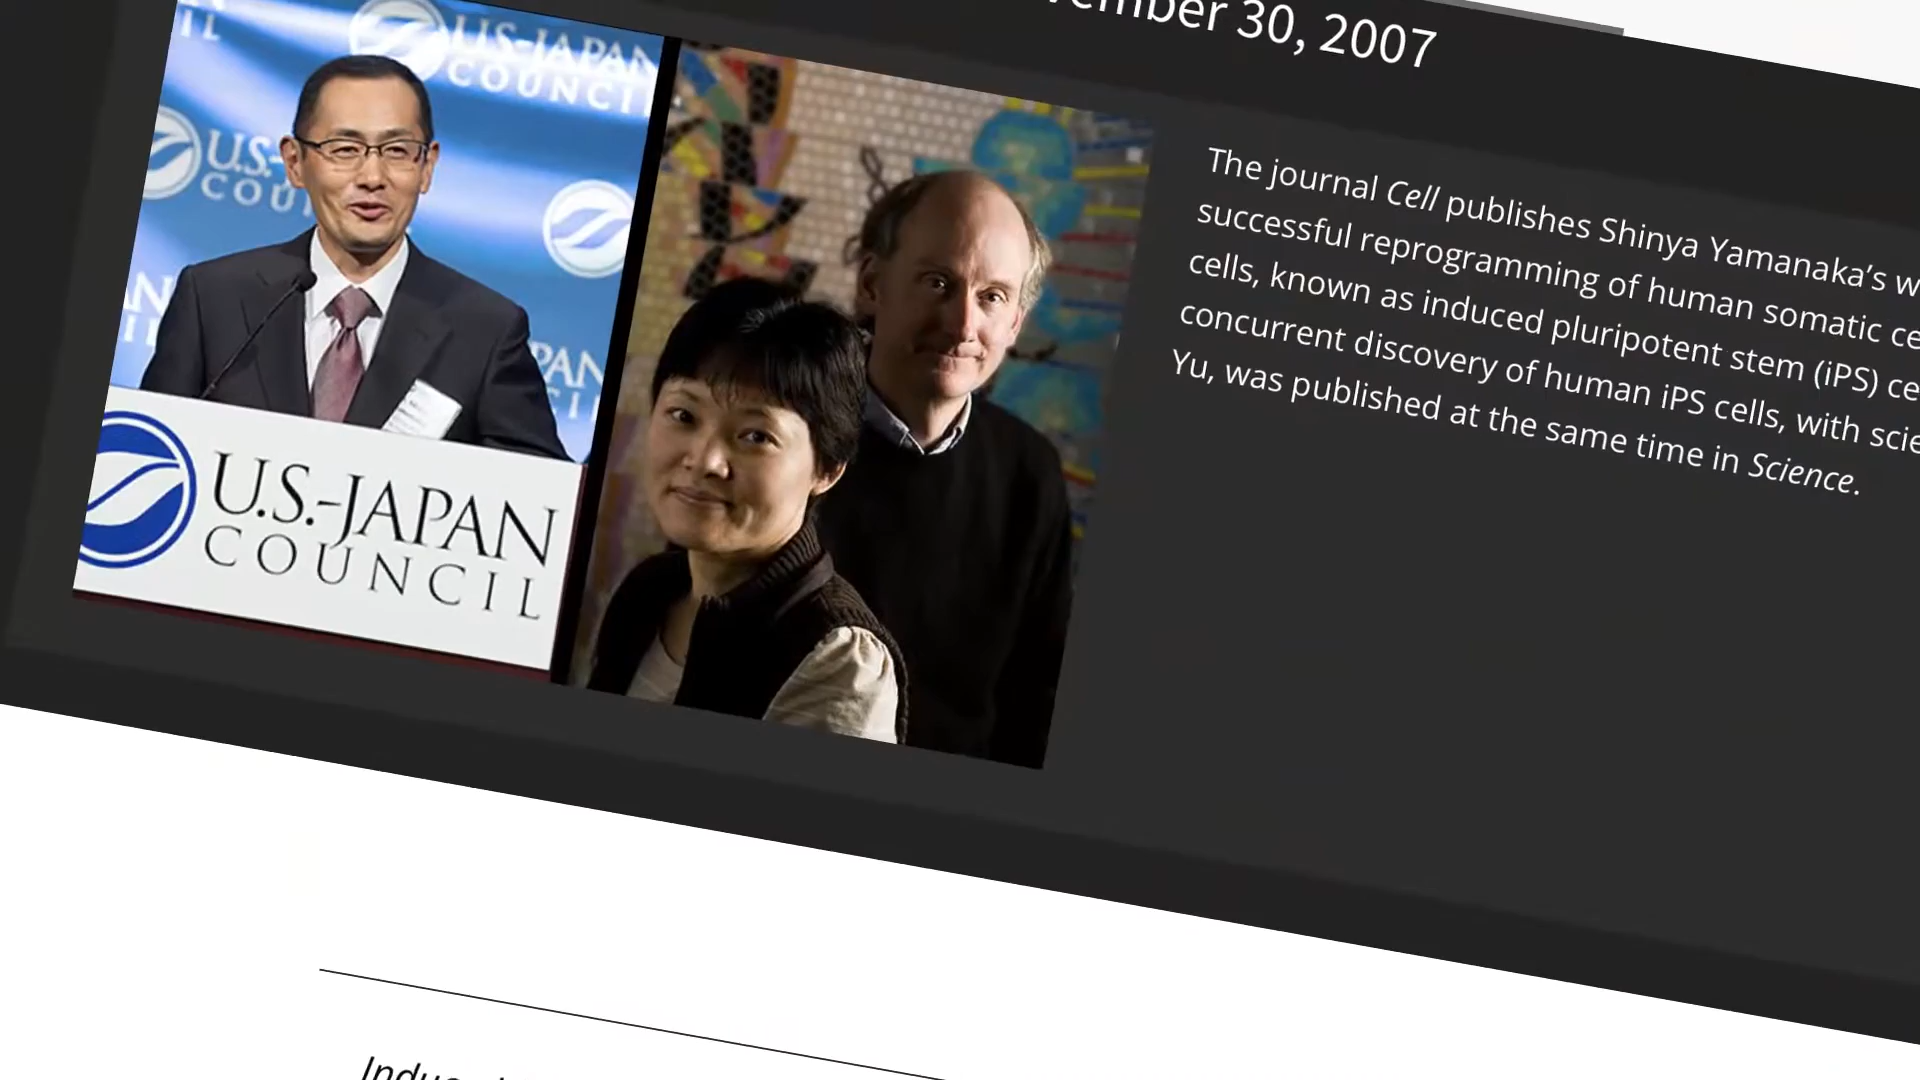 30, 2007
U.S.-JAPAN
COUNCIL
U.S.-
U.S.-JAPAN
COUNCIL
The journal Cell publishes Shinya Yamanaka’s
successful reprogramming of human somatic
cells, known as induced pluripotent stem (iPS)
concurrent discovery of human iPS cells, with
Yu, was published at the same time in Science.